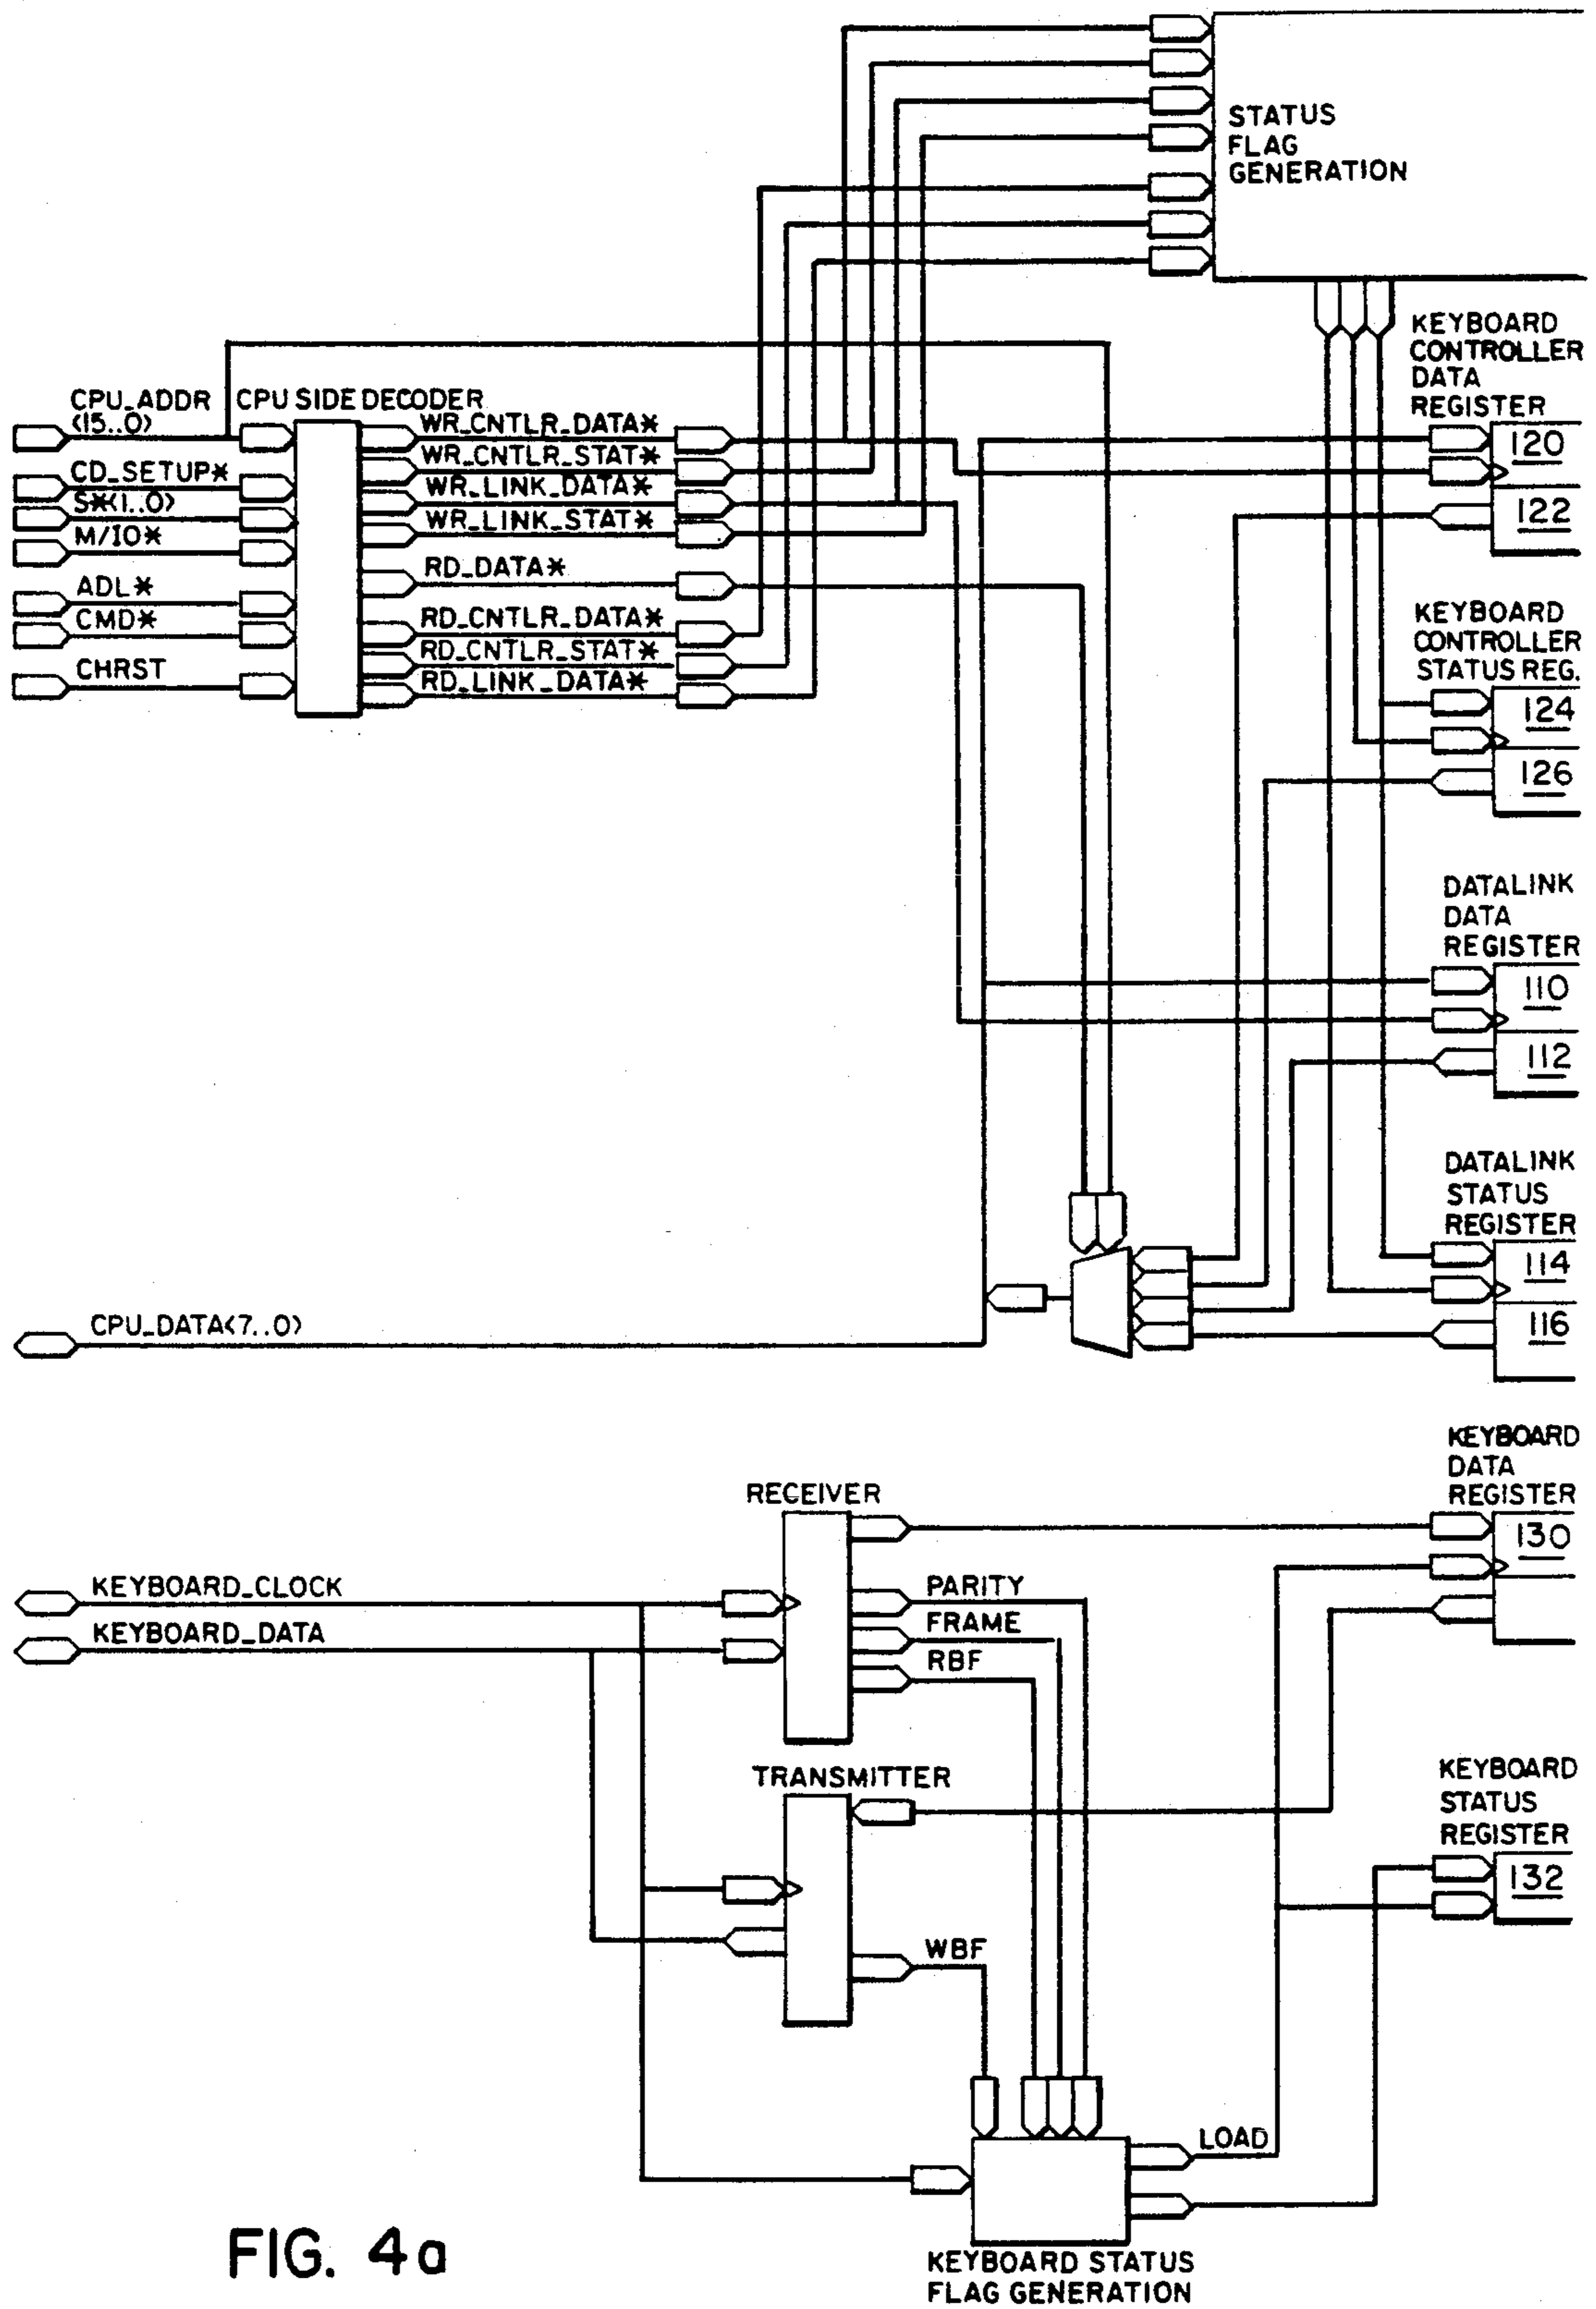 STATUS
FLAG
GENERATION
KEYBOARD
CONTROLLER
DATA
REGISTER
CPU_ADDR
<15..0>
CPU SIDE DECODER
CD_SETUP*
S*<1..0>
M/IO*
ADL*
CMD*
CHRST
WR_CNTLR_DATA*
WR_CNTLR_STAT*
WR_LINK_DATA*
WR_LINK_STAT*
RD_DATA*
RD_CNTLR_DATA*
RD_CNTLR_STAT*
RD_LINK_DATA*
120
122
KEYBOARD
CONTROLLER
STATUS REG.
124
126
DATALINK
DATA
REGISTER
110
112
DATALINK
STATUS
REGISTER
114
116
CPU_DATA<7..0>
KEYBOARD
DATA
REGISTER
130
RECEIVER
KEYBOARD_CLOCK
KEYBOARD_DATA
PARITY
FRAME
RBF
TRANSMITTER
WBF
KEYBOARD
STATUS
REGISTER
132
LOAD
KEYBOARD STATUS
FLAG GENERATION
FIG. 4a